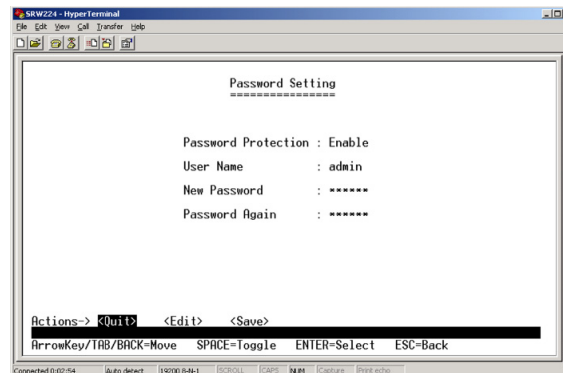 SRW224 - HyperTerminal
File Edit View Call Transfer Help
Password Setting
================
Password Protection : Enable
User Name : admin
New Password : ******
Password Again : ******
Actions-> <Quit> <Edit> <Save>
ArrowKey/TAB/BACK=Move SPACE=Toggle ENTER=Select ESC=Back
Connected 0:02:54 Auto detect 19200 8-N-1 SCROLL CAPS NUM Capture Print echo